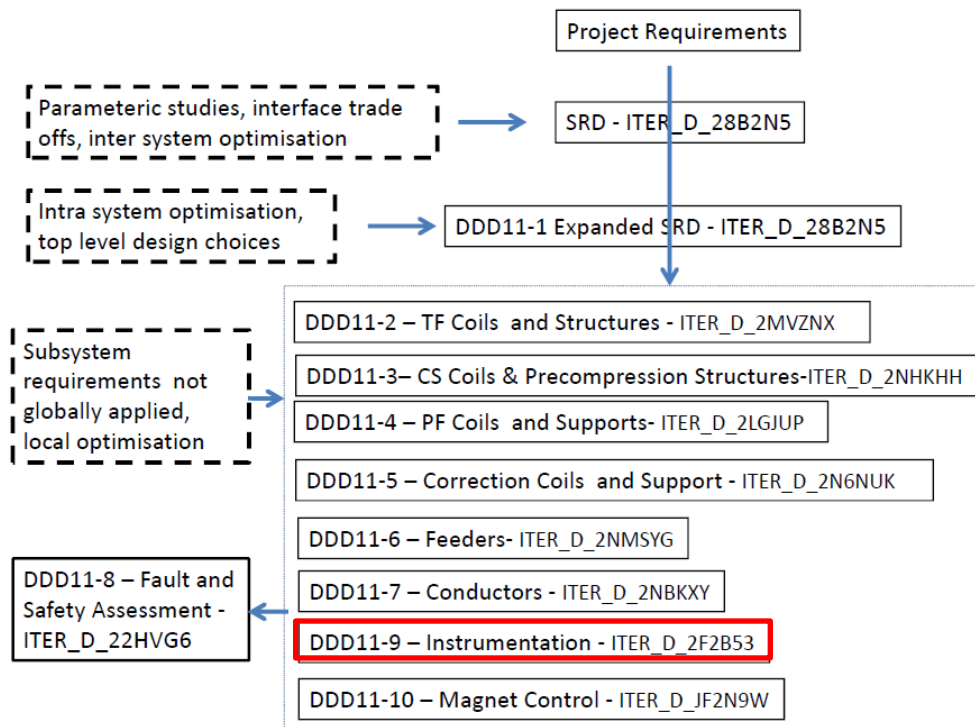 Project Requirements
Parameteric studies, interface trade
offs, inter system optimisation
SRD - ITER_D_28B2N5
Intra system optimisation,
top level design choices
DDD11-1 Expanded SRD - ITER_D_28B2N5
Subsystem
requirements not
globally applied,
local optimisation
DDD11-2 – TF Coils and Structures - ITER_D_2MVZNX
DDD11-3– CS Coils & Precompression Structures-ITER_D_2NHKHH
DDD11-4 – PF Coils and Supports- ITER_D_2LGJUP
DDD11-5 – Correction Coils and Support - ITER_D_2N6NUK
DDD11-6 – Feeders- ITER_D_2NMSYG
DDD11-7 – Conductors - ITER_D_2NBKXY
DDD11-9 – Instrumentation - ITER_D_2F2B53
DDD11-10 – Magnet Control - ITER_D_JF2N9W
DDD11-8 – Fault and
Safety Assessment -
ITER_D_22HVG6